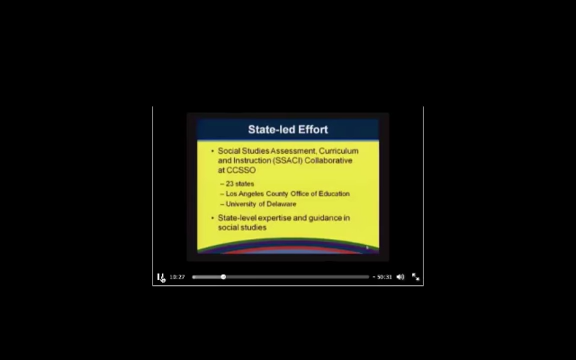 State-led Effort
• Social Studies Assessment, Curriculum
and Instruction (SSACI) Collaborative
at CCSSO
– 23 states
– Los Angeles County Office of Education
– University of Delaware
• State-level expertise and guidance in
social studies
10:27
- 50:31